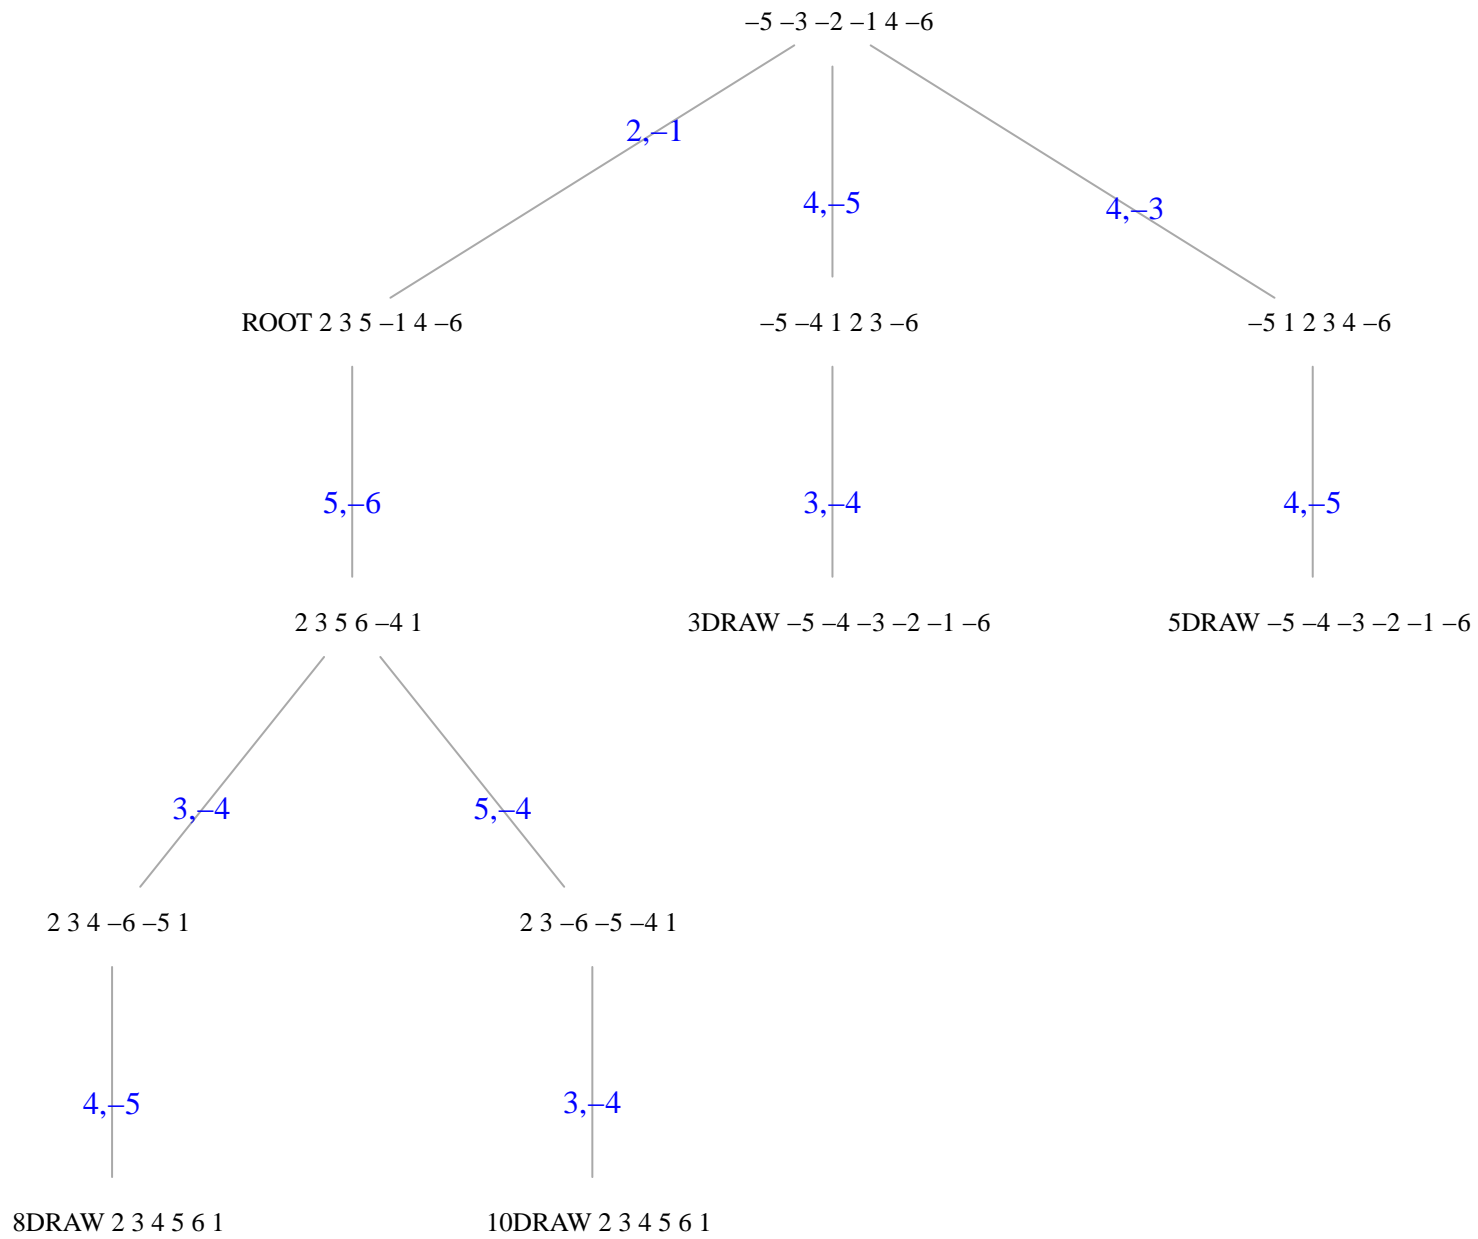 –5 –3 –2 –1 4 –6
2,–1
4,–5
4,–3
ROOT 2 3 5 –1 4 –6
–5 –4 1 2 3 –6
–5 1 2 3 4 –6
5,–6
3,–4
4,–5
2 3 5 6 –4 1
3DRAW –5 –4 –3 –2 –1 –6
5DRAW –5 –4 –3 –2 –1 –6
3,–4
5,–4
2 3 4 –6 –5 1
2 3 –6 –5 –4 1
4,–5
3,–4
8DRAW 2 3 4 5 6 1
10DRAW 2 3 4 5 6 1